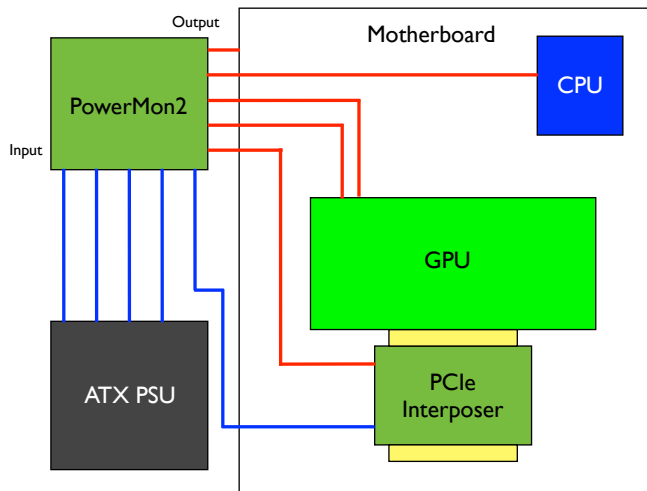 Output
Motherboard
PowerMon2
CPU
Input
GPU
ATX PSU
PCIe
Interposer